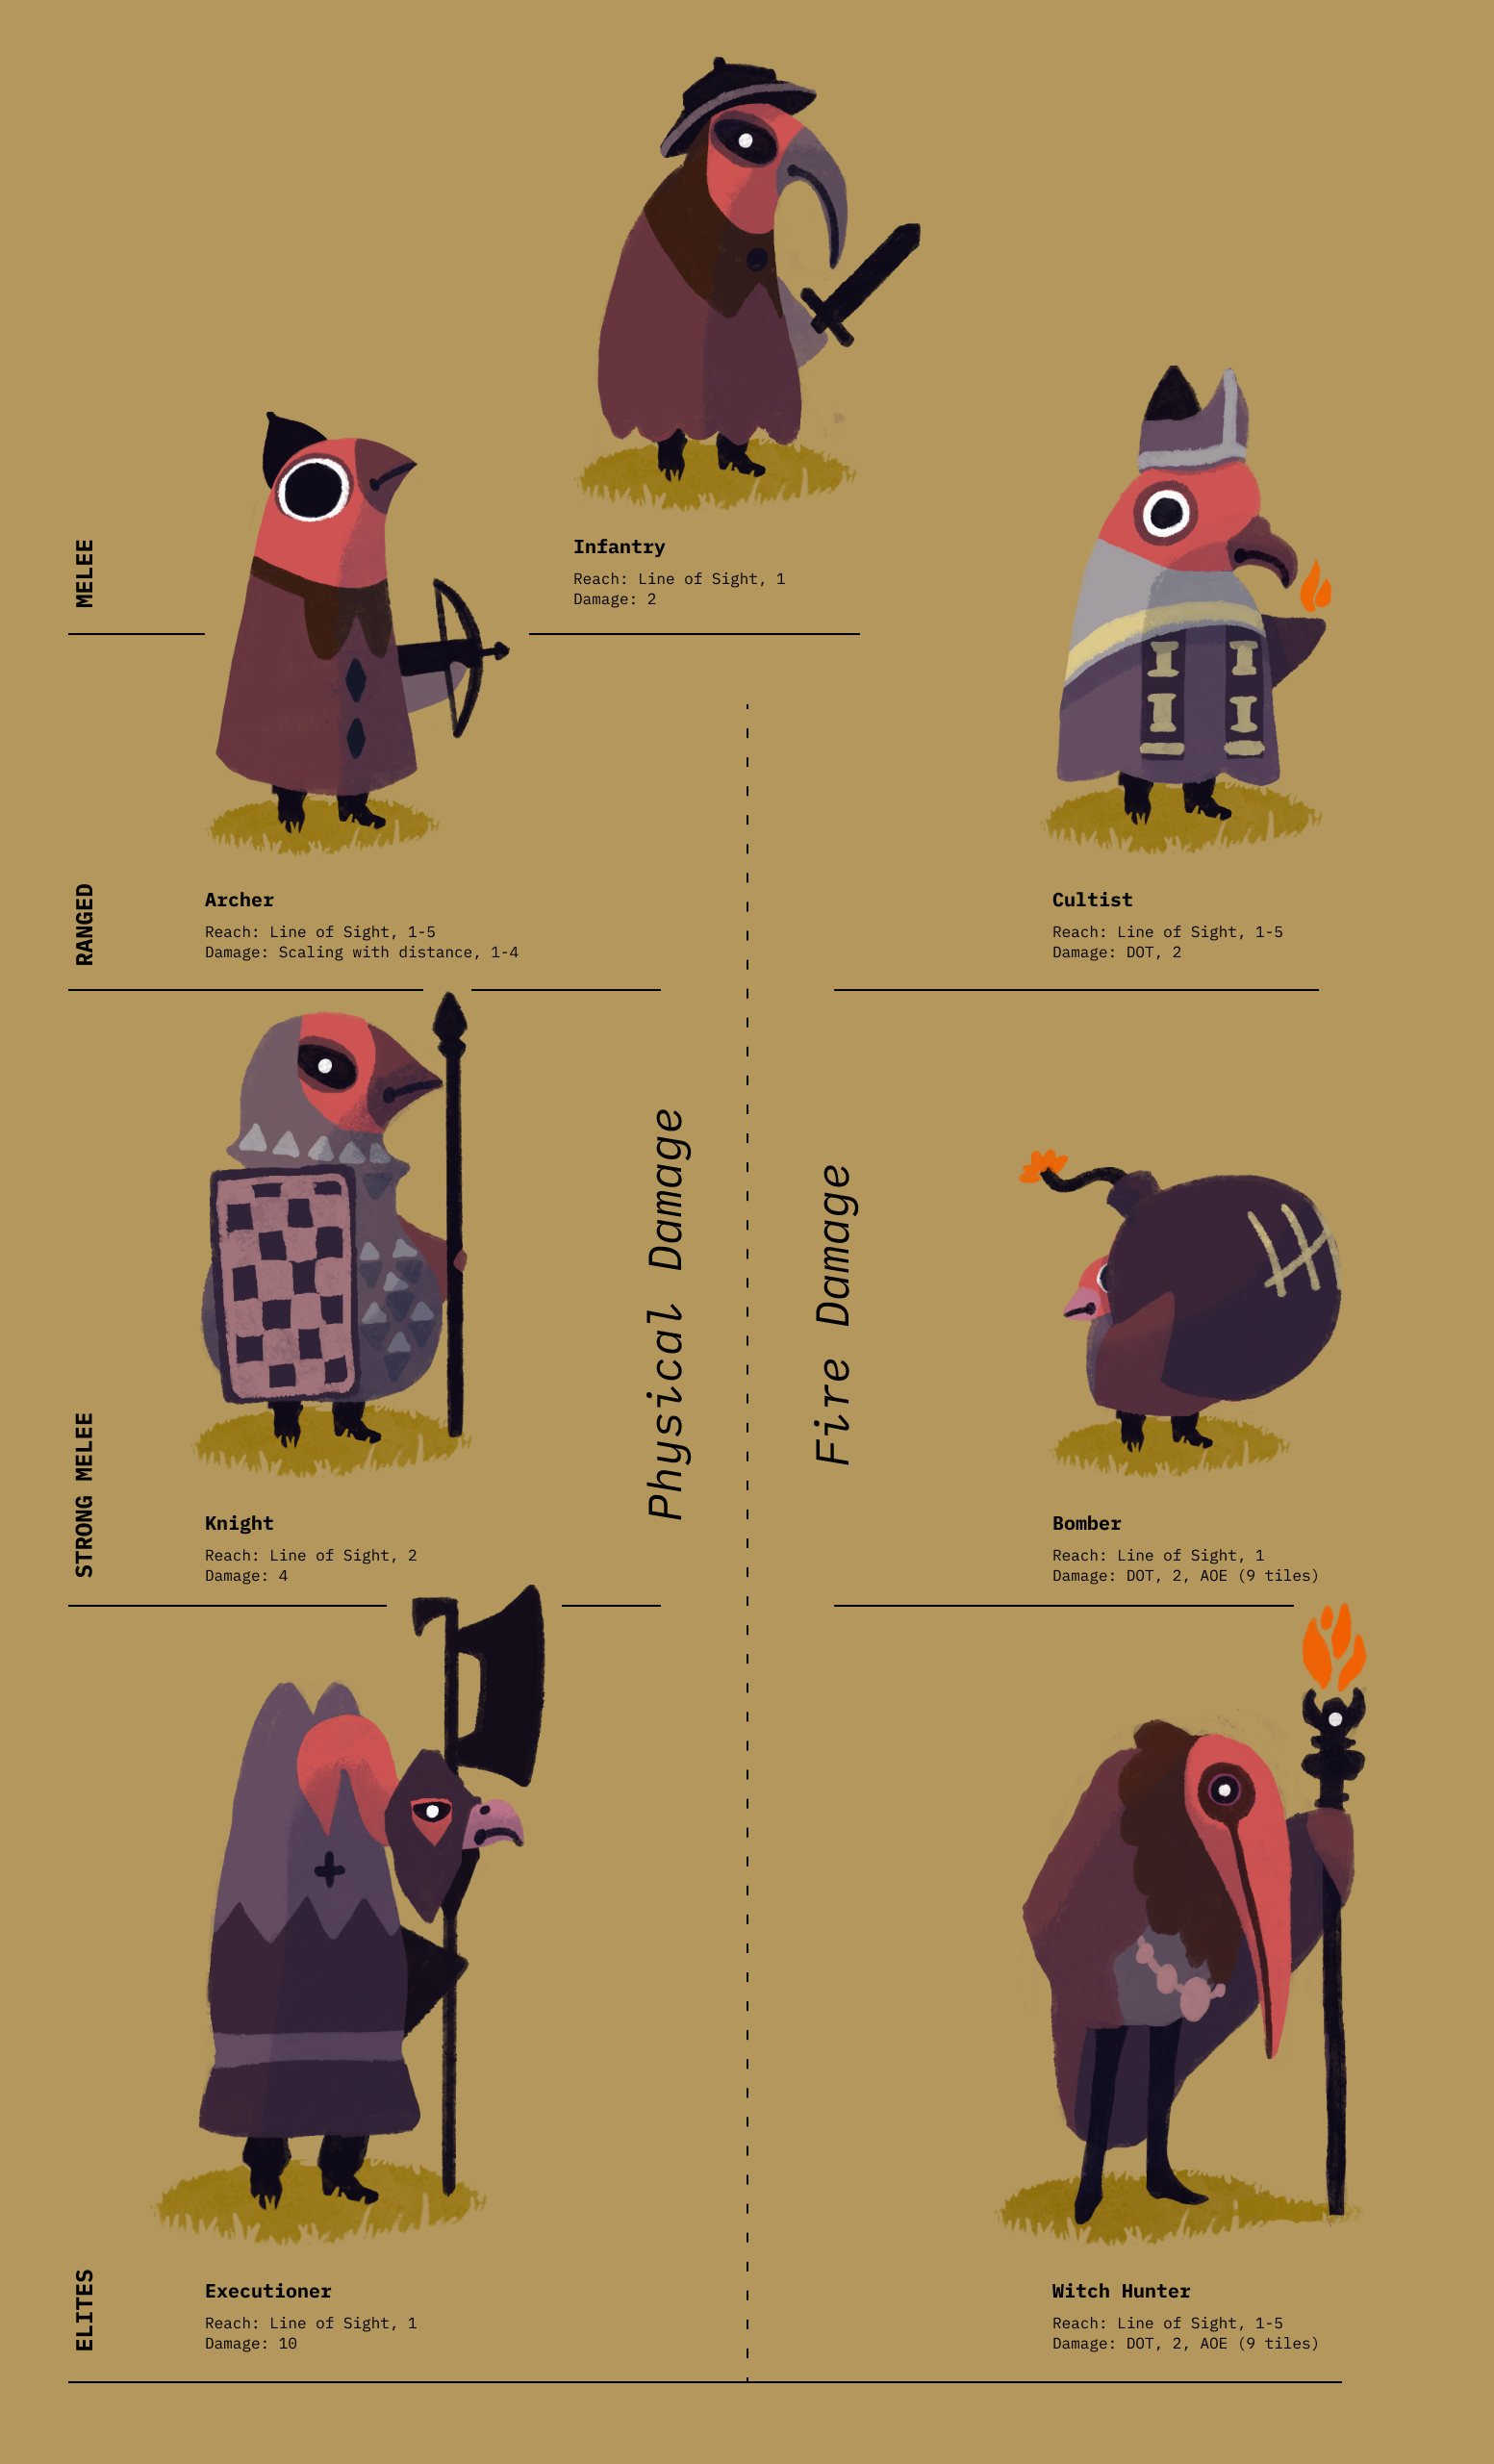 MELEE
Infantry
Reach: Line of Sight, 1
Damage: 2
RANGED
Archer
Reach: Line of Sight, 1-5
Damage: Scaling with distance, 1-4
Cultist
Reach: Line of Sight, 1-5
Damage: DOT, 2
Physical Damage
Fire Damage
STRONG MELEE
Knight
Reach: Line of Sight, 2
Damage: 4
Bomber
Reach: Line of Sight, 1
Damage: DOT, 2, AOE (9 tiles)
ELITES
Executioner
Reach: Line of Sight, 1
Damage: 10
Witch Hunter
Reach: Line of Sight, 1-5
Damage: DOT, 2, AOE (9 tiles)